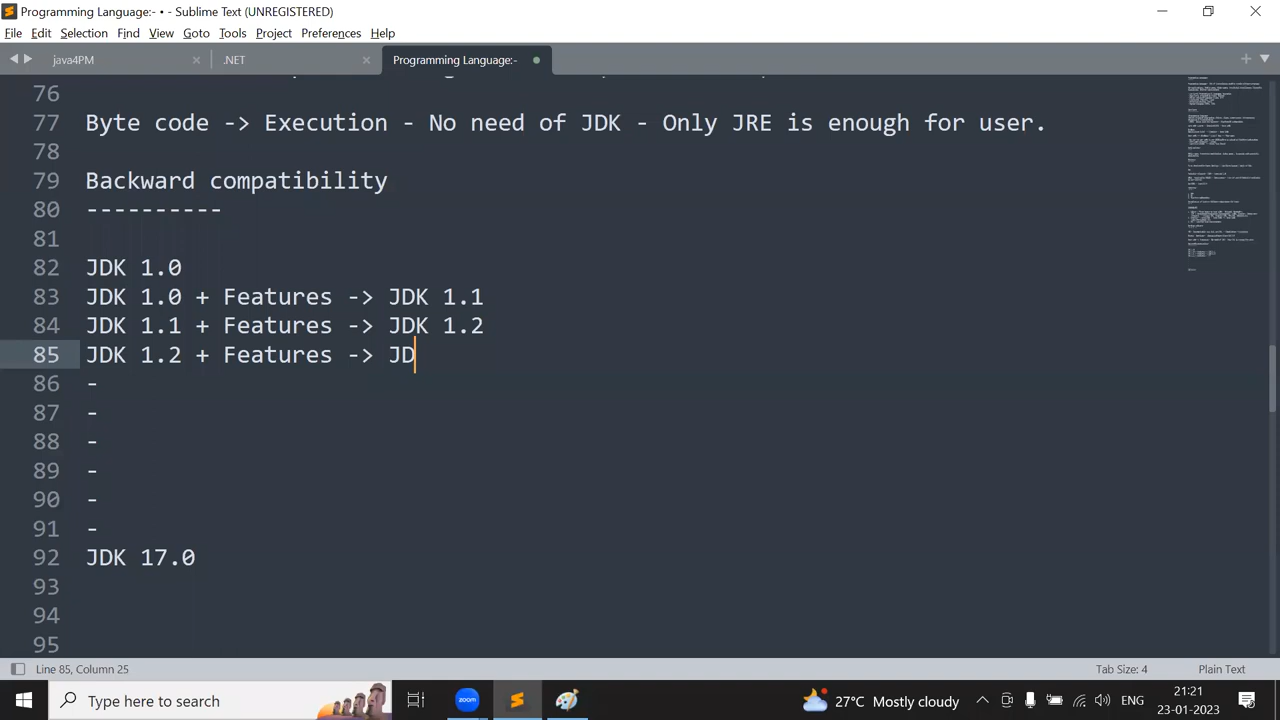 Programming Language:- • - Sublime Text (UNREGISTERED)
File Edit Selection Find View Goto Tools Project Preferences Help
java4PM × .NET × Programming Language:-
76
77 Byte code -> Execution - No nrd of JDK - Only JRE is enough for user.
78
79 Backward compatibility
80 ----------
81
82 JDK 1.0
83 JDK 1.0 + Features -> JDK 1.1
84 JDK 1.1 + Features -> JDK 1.2
85 JDK 1.2 + Features -> JD
86 -
87 -
88 -
89 -
90 -
91 -
92 JDK 17.0
93
94
95
Line 85, Column 25 Tab Size: 4 Plain Text
Type here to search zoom 27°C Mostly cloudy ENG 21:21
23-01-2023